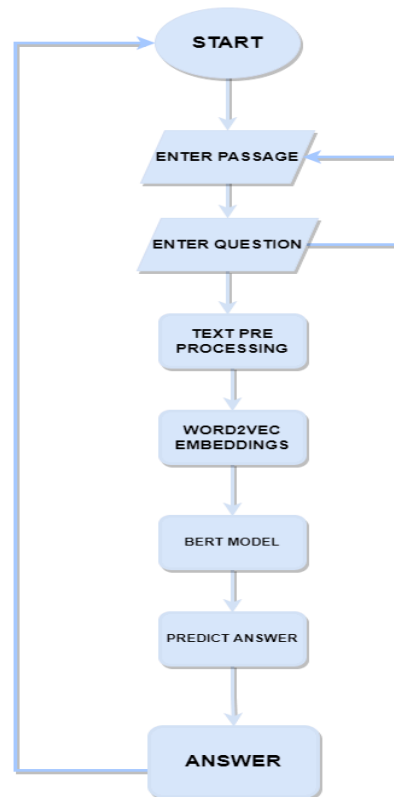 START
ENTER PASSAGE
ENTER QUESTION
TEXT PRE
PROCESSING
WORD2VEC
EMBEDDINGS
BERT MODEL
PREDICT ANSWER
ANSWER